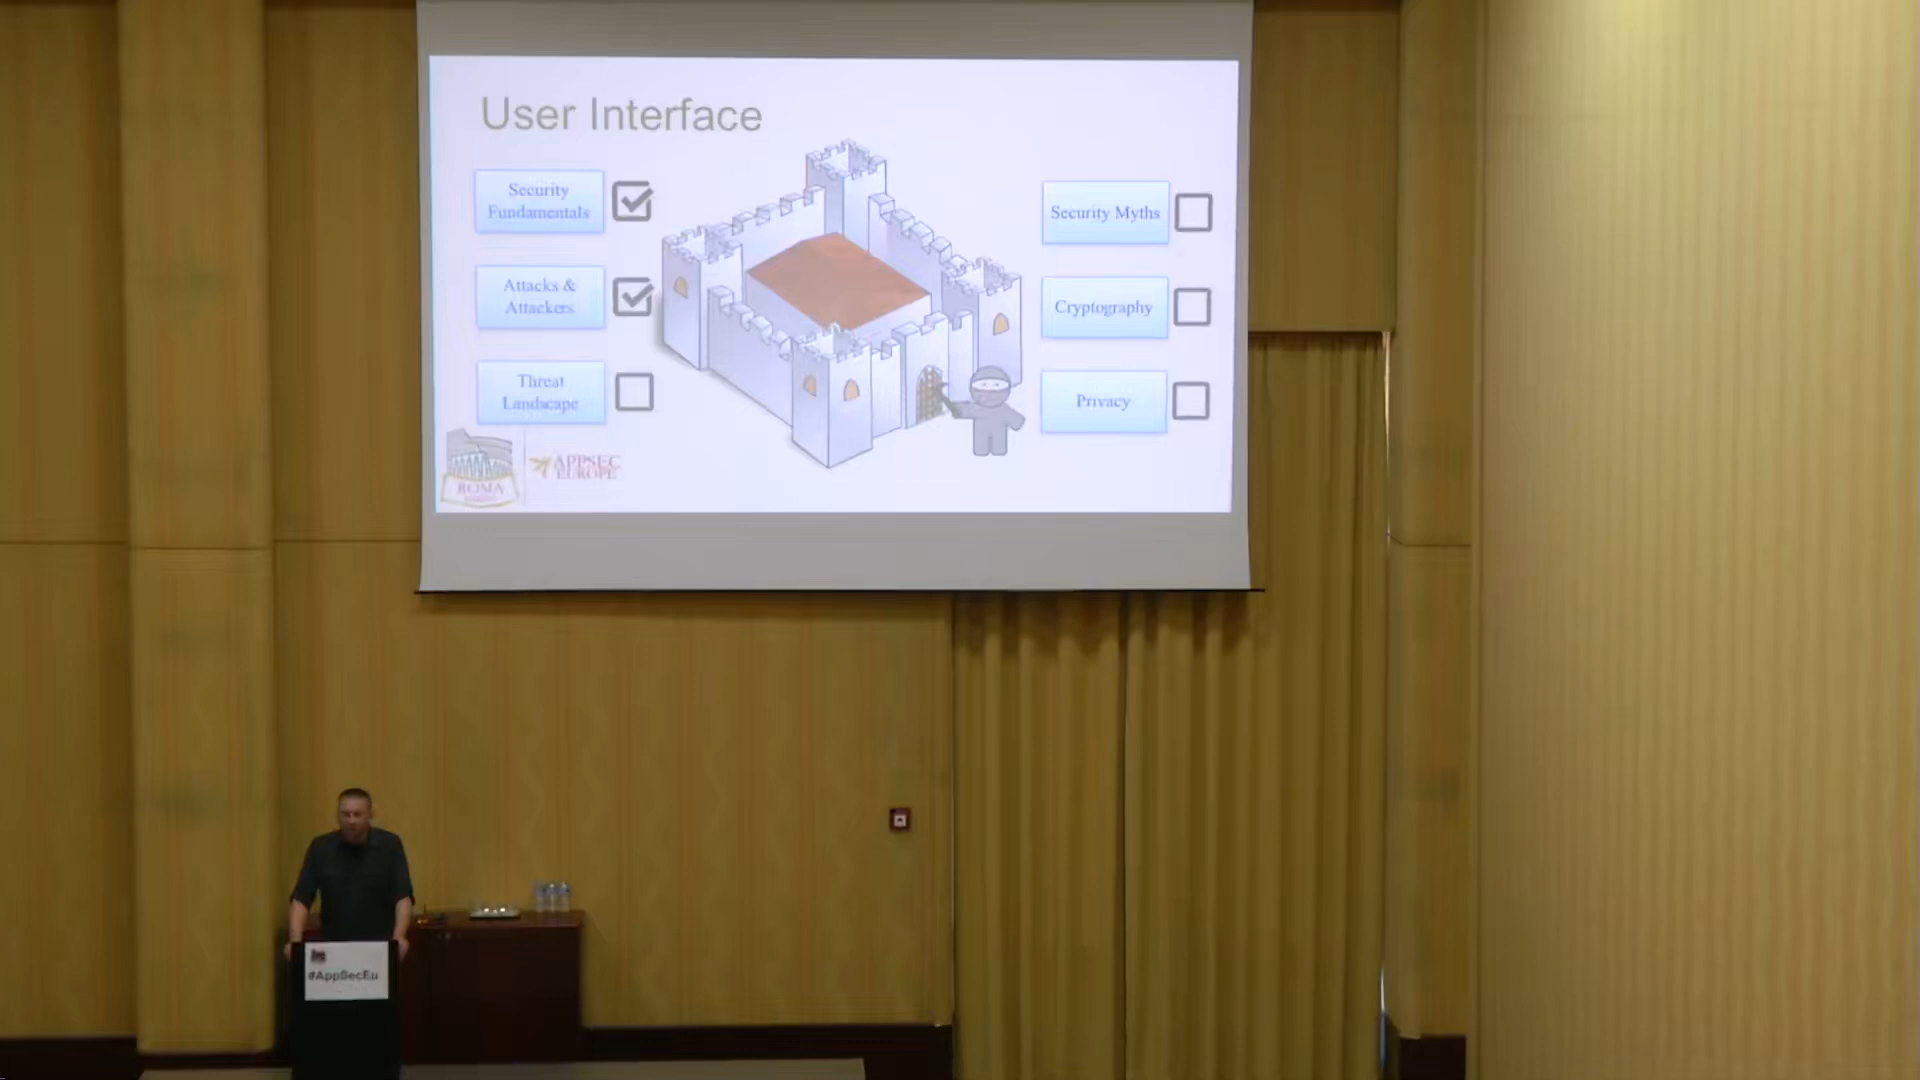 User Interface
Security
Fundamentals
Attacks &
Attackers
Threat
Landscape
Security Myths
Cryptography
Privacy
ROMA
APPSEC
EUROPE
#AppSecEu